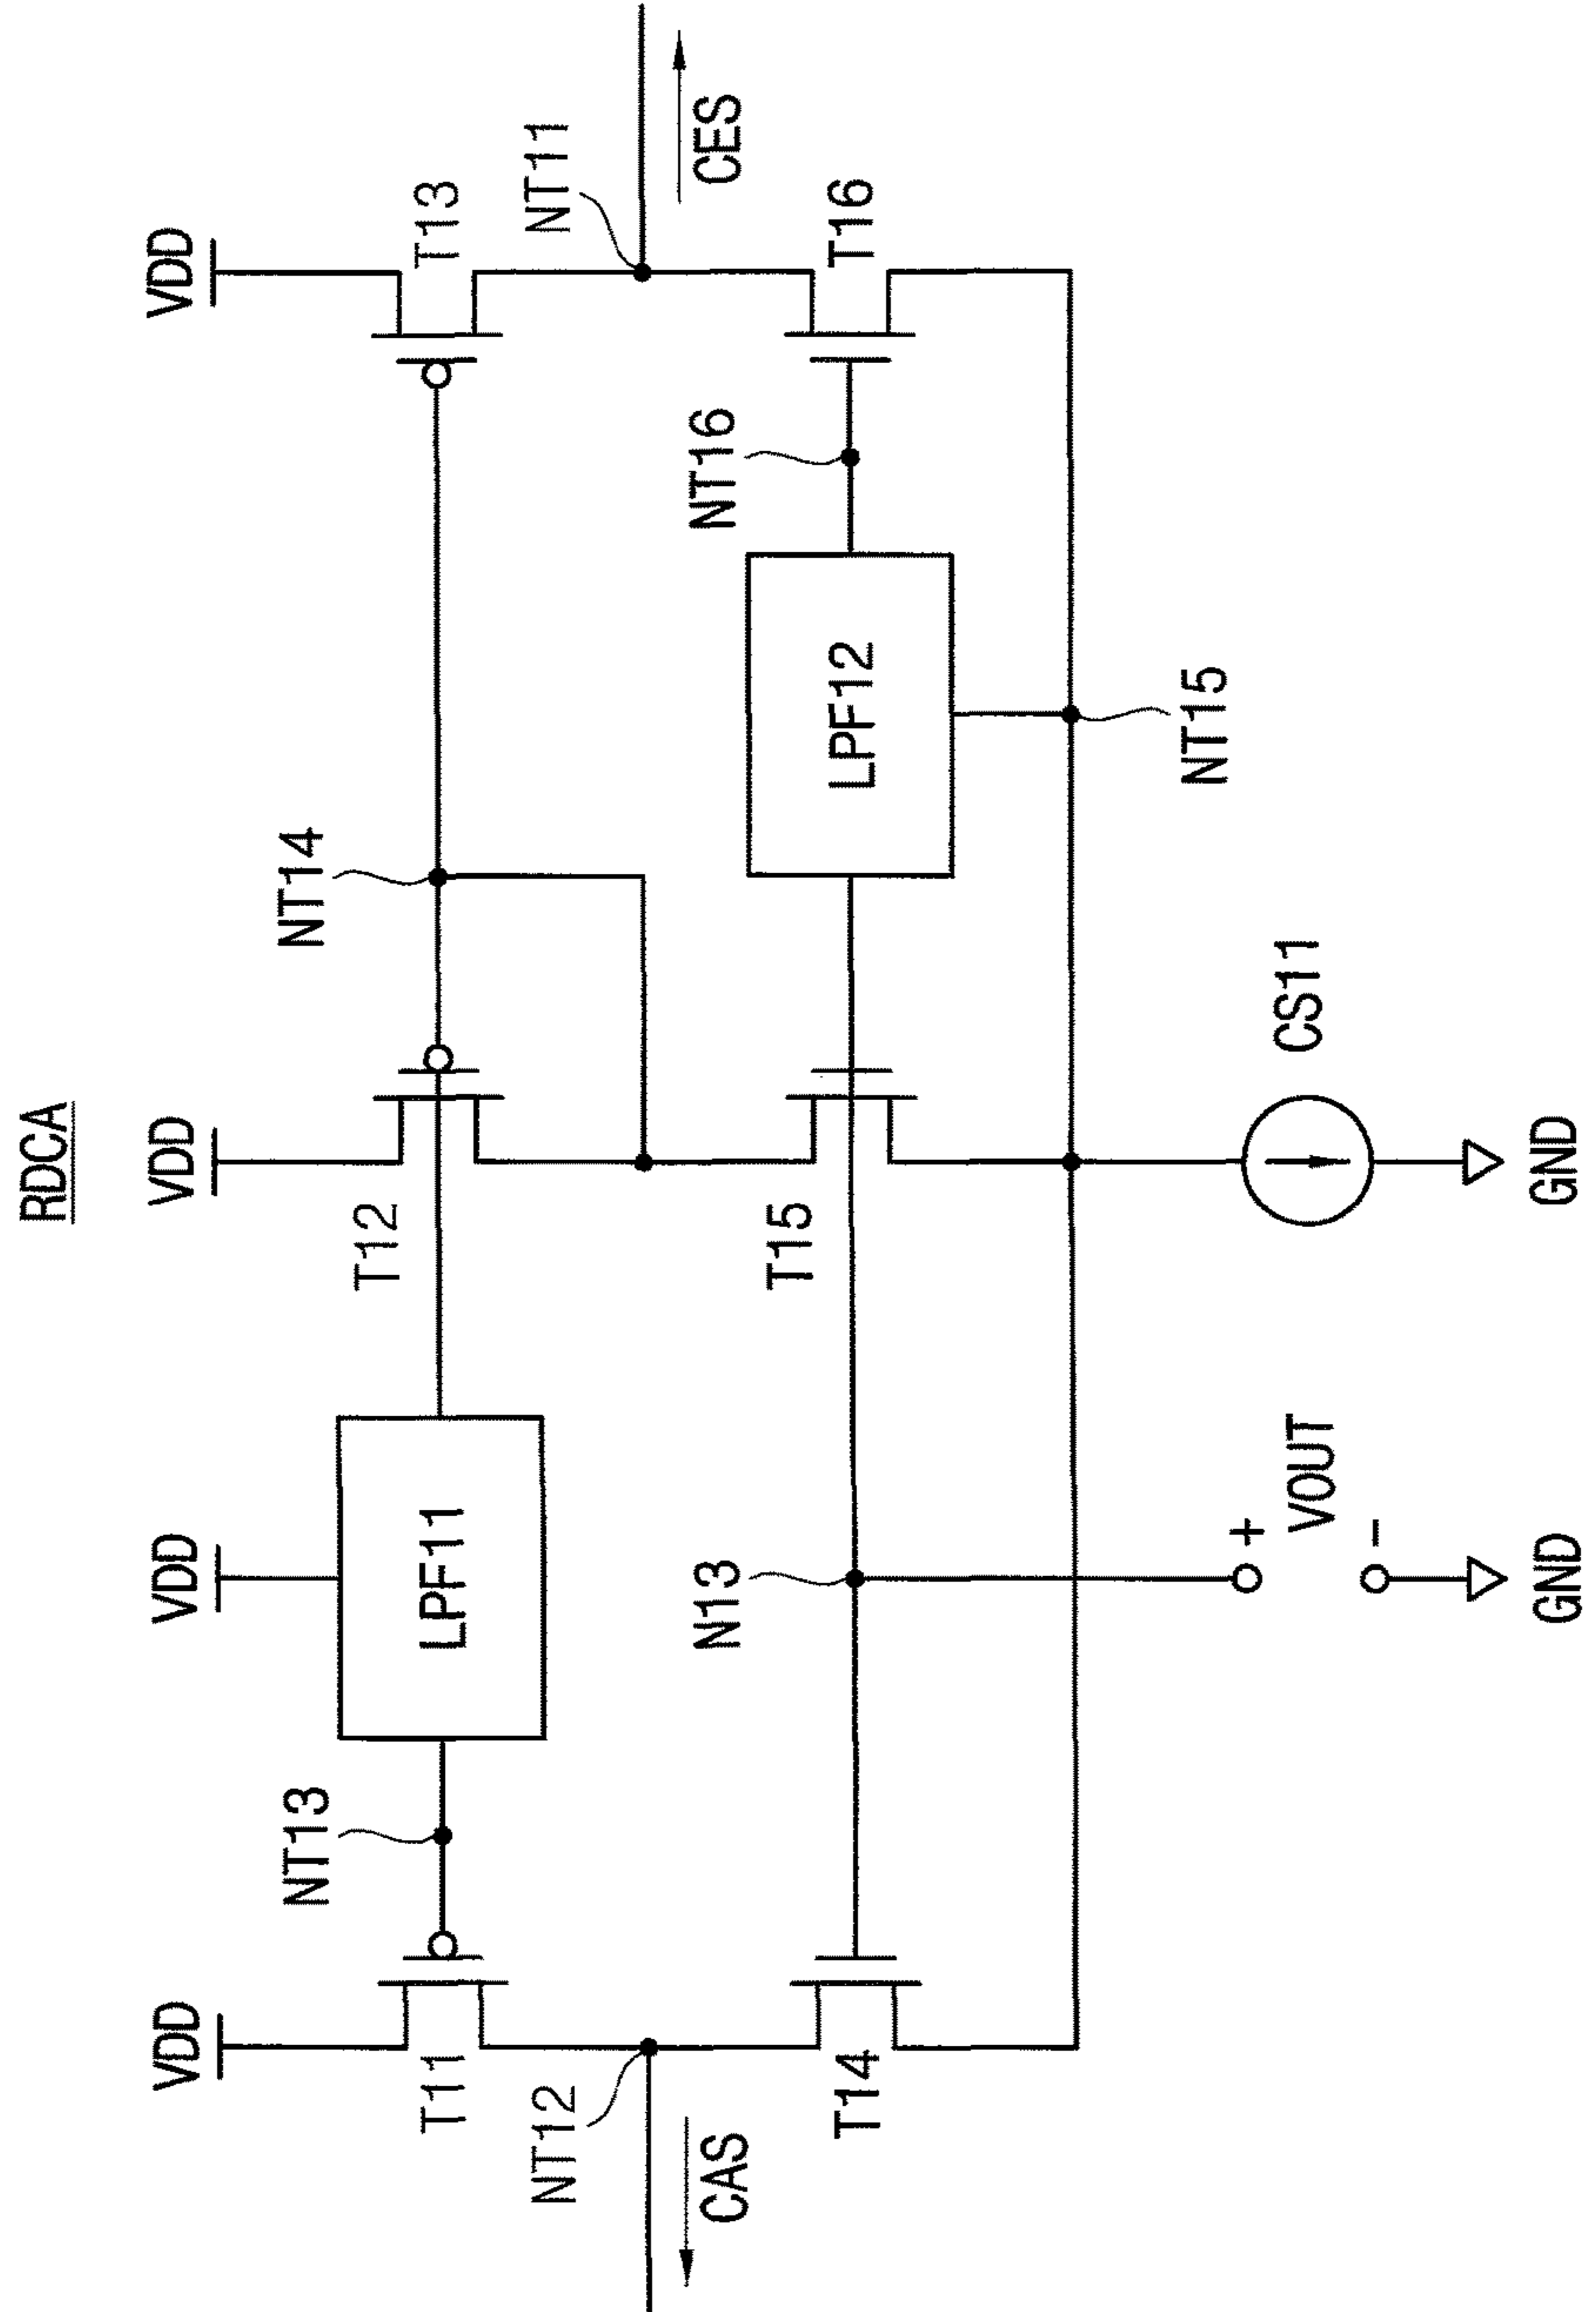 RDCA
VDD
VDD
VDD
VDD
NT13
NT14
T11
LPF11
T12
T13
NT12
NT11
CAS
N13
NT16
CES
T14
T15
LPF12
T16
NT15
+
VOUT
-
CS11
GND
GND